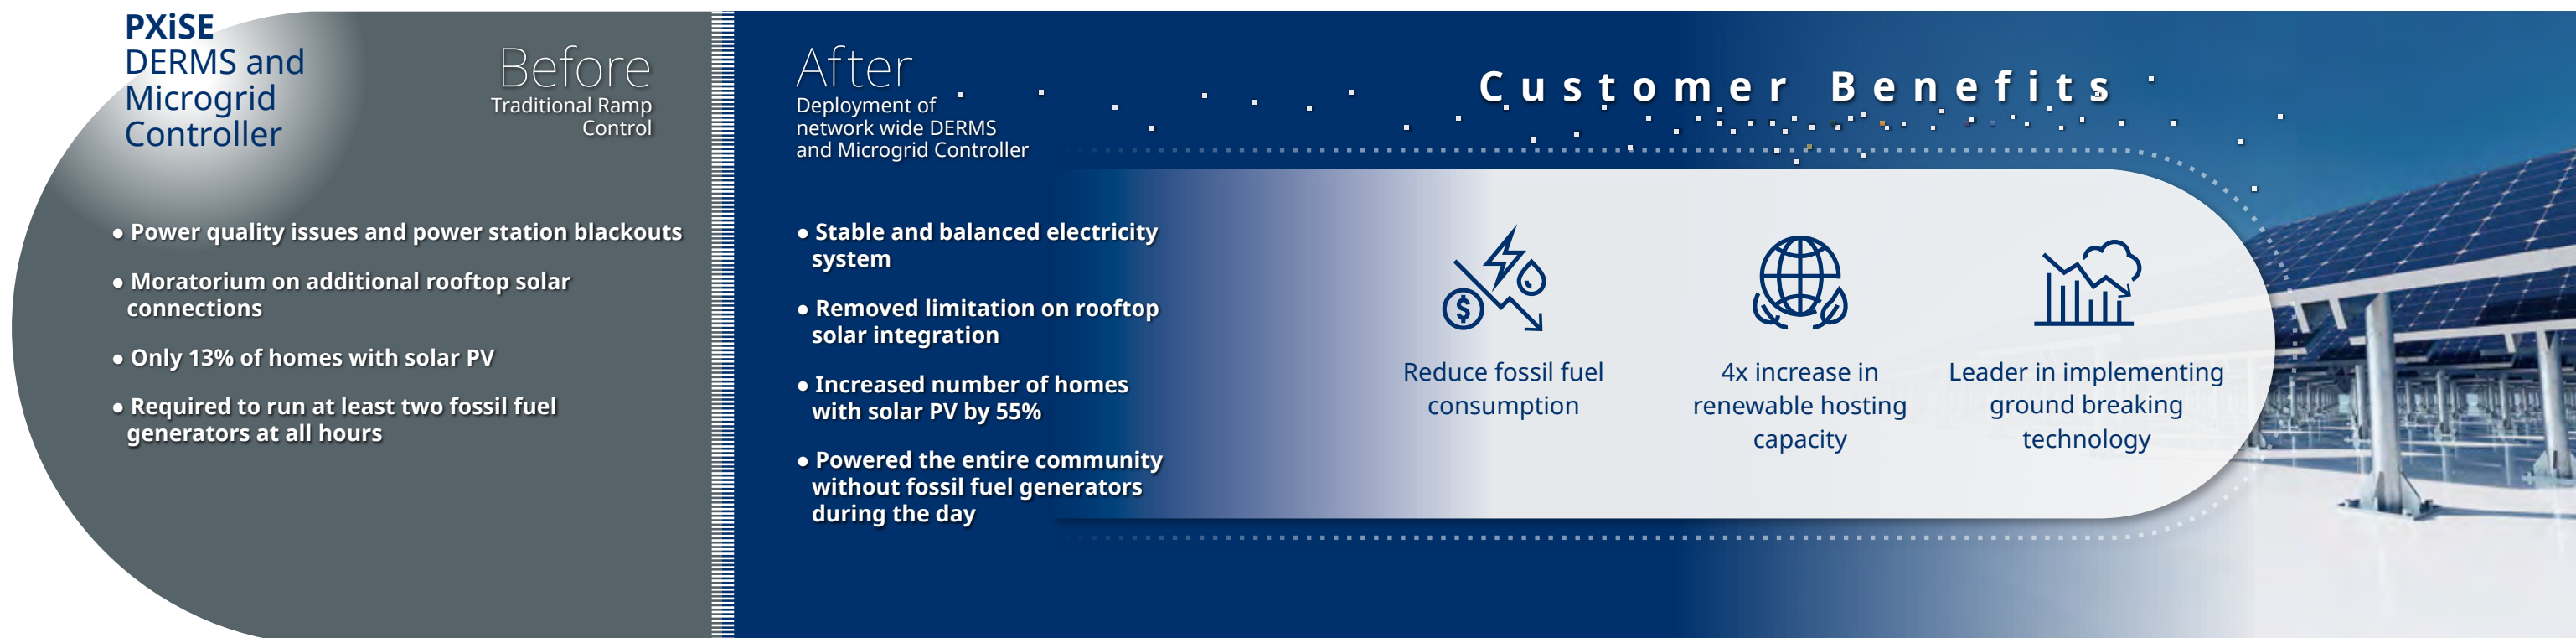 PXiSE
DERMS and
Microgrid
Controller
Before
Traditional Ramp
Control
● Power quality issues and power station blackouts
● Moratorium on additional rooftop solar
connections
● Only 13% of homes with solar PV
● Required to run at least two fossil fuel
generators at all hours
After
Deployment of
network wide DERMS
and Microgrid Controller
● Stable and balanced electricity
system
● Removed limitation on rooftop
solar integration
● Increased number of homes
with solar PV by 55%
● Powered the entire community
without fossil fuel generators
during the day
Customer Benefits
$
Reduce fossil fuel
consumption
4x increase in
renewable hosting
capacity
Leader in implementing
ground breaking
technology